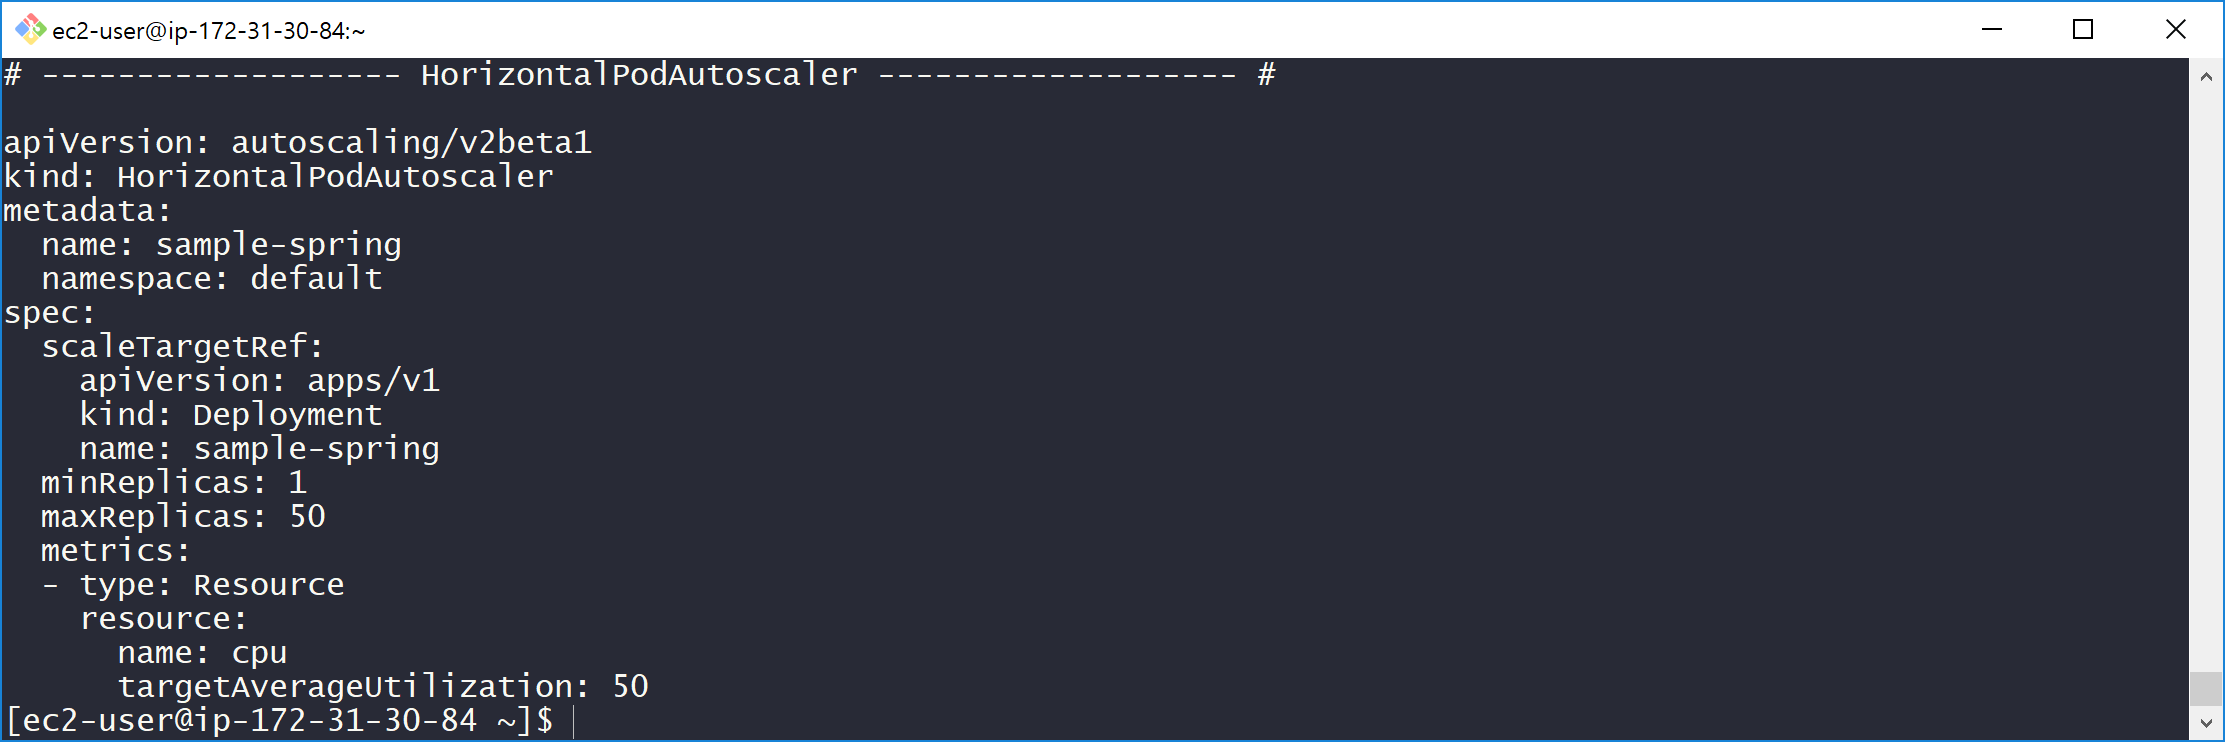 ec2-user@ip-172-31-30-84:~
# ------------------- HorizontalPodAutoscaler ------------------- #
apiVersion: autoscaling/v2beta1
kind: HorizontalPodAutoscaler
metadata:
  name: sample-spring
  namespace: default
spec:
  scaleTargetRef:
    apiVersion: apps/v1
    kind: Deployment
    name: sample-spring
  minReplicas: 1
  maxReplicas: 50
  metrics:
  - type: Resource
    resource:
      name: cpu
      targetAverageUtilization: 50
[ec2-user@ip-172-31-30-84 ~]$